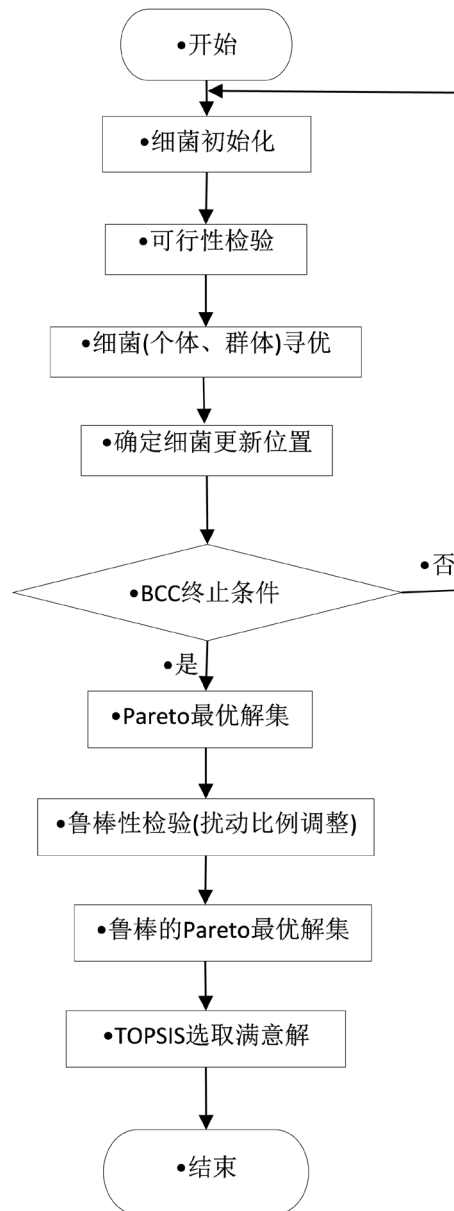 •开始
•细菌初始化
•可行性检验
•细菌(个体、群体)寻优
•确定细菌更新位置
•否
•BCC终止条件
•是
•Pareto最优解集
•鲁棒性检验(扰动比例调整)
•鲁棒的Pareto最优解集
•TOPSIS选取满意解
•结束